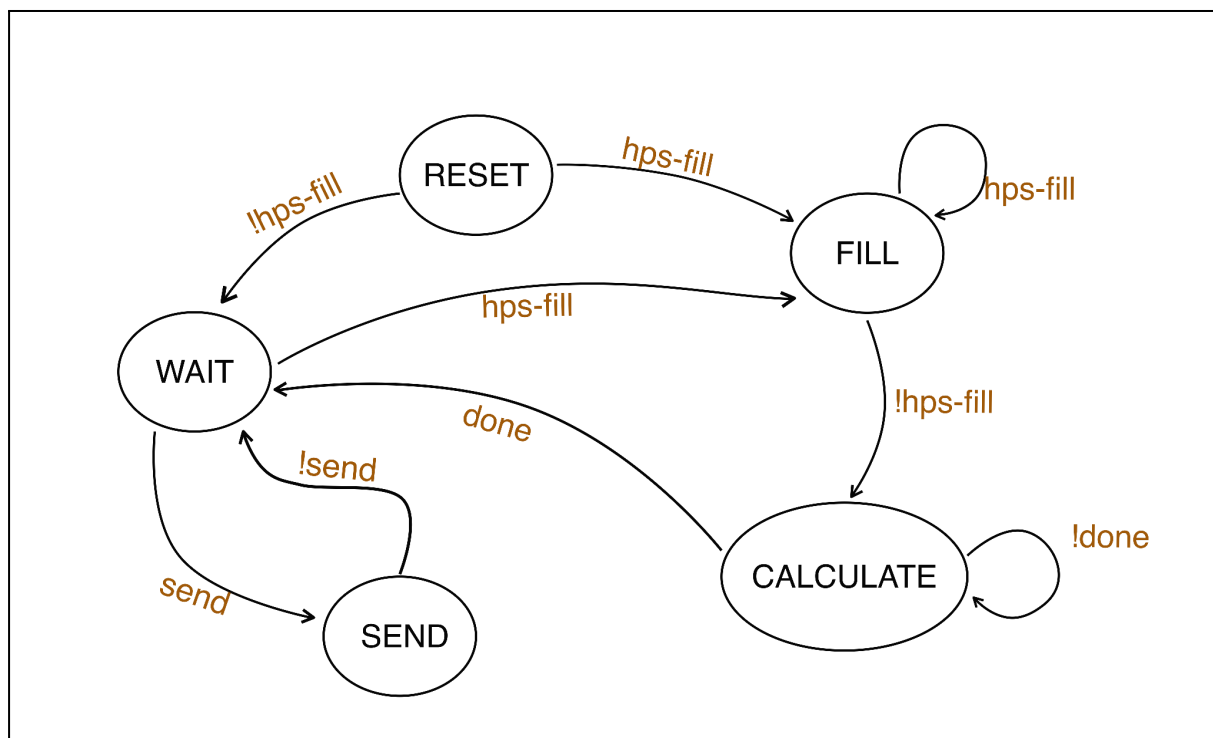 RESET
hps-fill
hps-fill
!hps-fill
FILL
hps-fill
WAIT
!hps-fill
done
!send
!done
CALCULATE
send
SEND